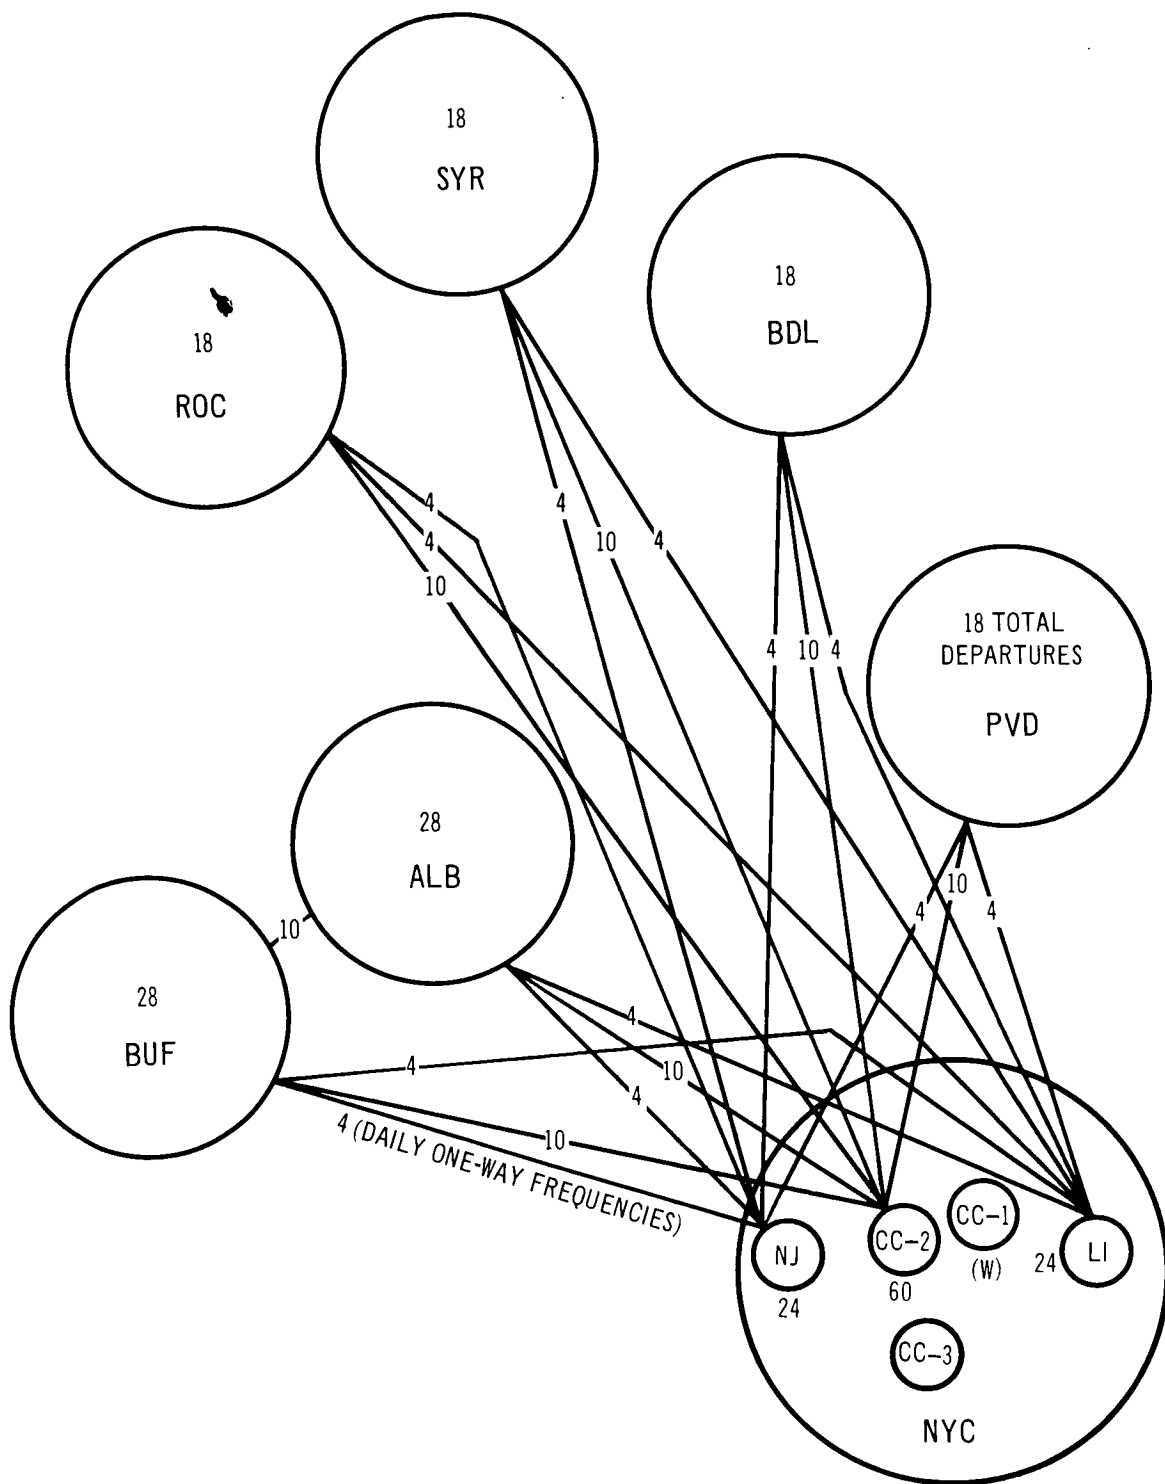 18
SYR
18
BDL
18
ROC
4
4
10
4
10
4
4
10
4
18 TOTAL
DEPARTURES
PVD
28
ALB
10
28
BUF
10
4
4
4
10
4
4
10
4 (DAILY ONE-WAY FREQUENCIES)
NJ
24
CC-2
60
CC-1
(W)
24
LI
CC-3
NYC